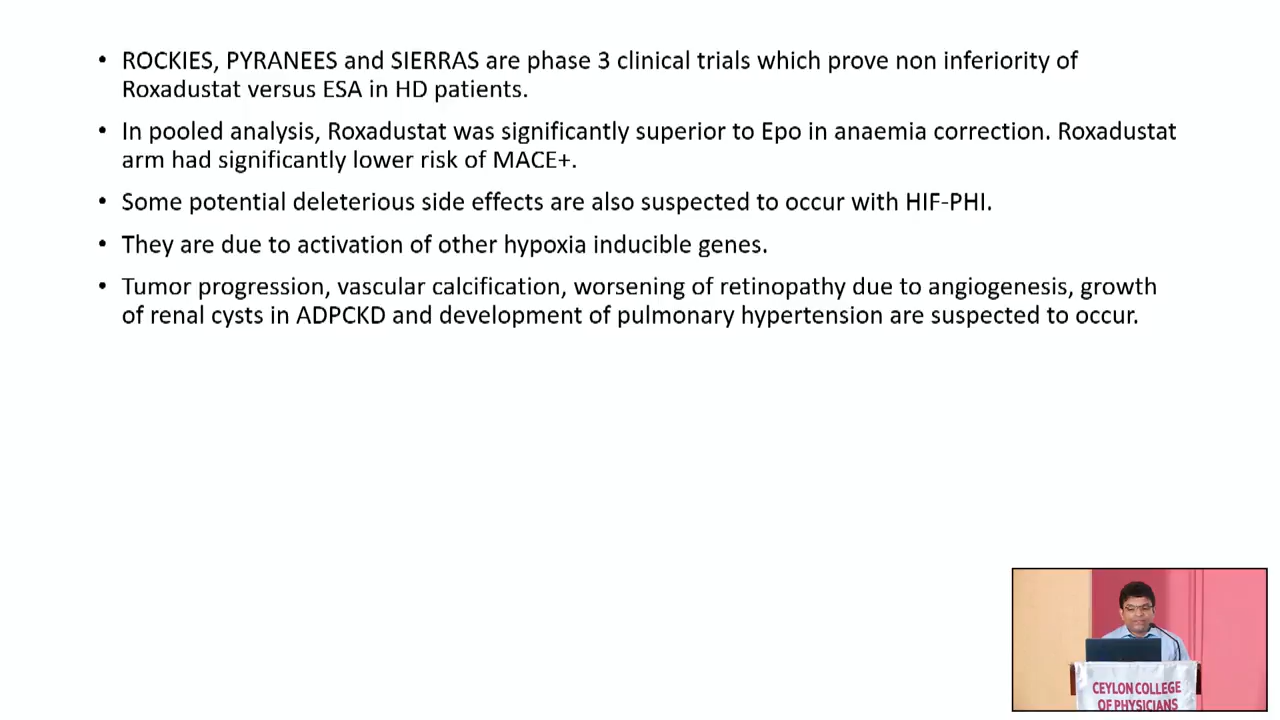 • ROCKIES, PYRANEES and SIERRAS are phase 3 clinical trials which prove non inferiority of
Roxadustat versus ESA in HD patients.
• In pooled analysis, Roxadustat was significantly superior to Epo in anaemia correction. Roxadustat
arm had significantly lower risk of MACE+.
• Some potential deleterious side effects are also suspected to occur with HIF-PHI.
• They are due to activation of other hypoxia inducible genes.
• Tumor progression, vascular calcification, worsening of retinopathy due to angiogenesis, growth
of renal cysts in ADPCKD and development of pulmonary hypertension are suspected to occur.
CEYLON COLLEGE
OF PHYSICIANS